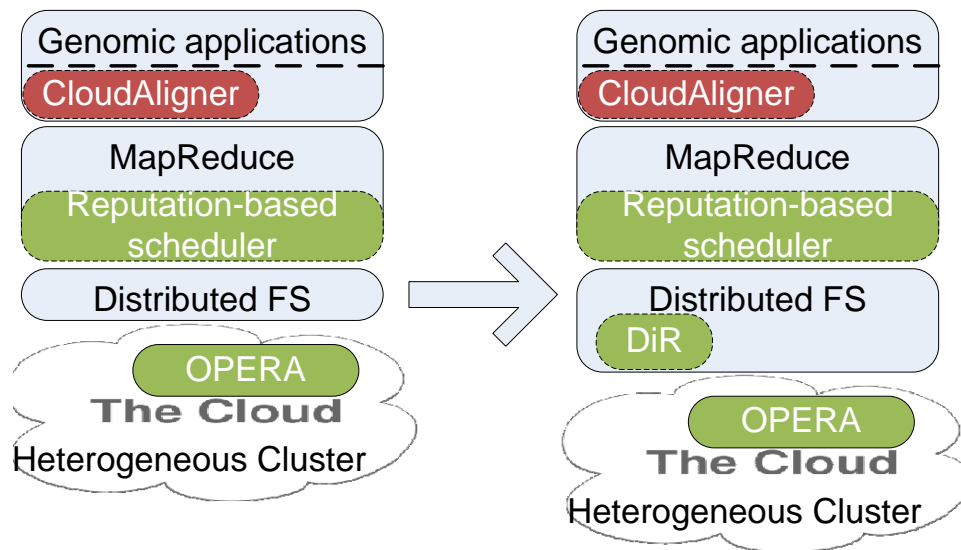 Genomic applications
CloudAligner
MapReduce
Reputation-based
scheduler
Distributed FS
OPERA
The Cloud
Heterogeneous Cluster
Genomic applications
CloudAligner
MapReduce
Reputation-based
scheduler
Distributed FS
DiR
OPERA
The Cloud
Heterogeneous Cluster